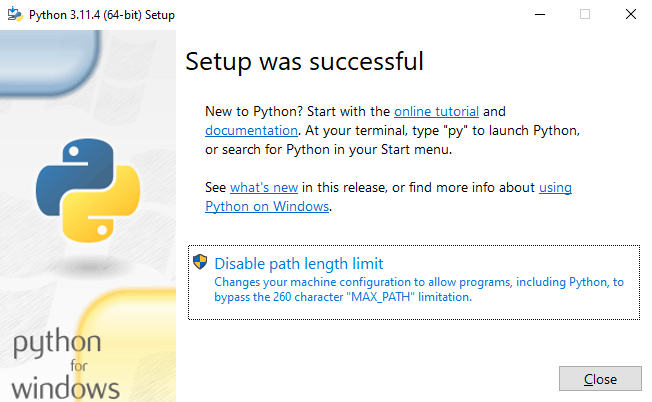 Python 3.11.4 (64-bit) Setup
Setup was successful
New to Python? Start with the online tutorial and
documentation. At your terminal, type "py" to launch Python,
or search for Python in your Start menu.
See what's new in this release, or find more info about using
Python on Windows.
Disable path length limit
Changes your machine configuration to allow programs, including Python, to
bypass the 260 character "MAX_PATH" limitation.
python
for
windows
Close